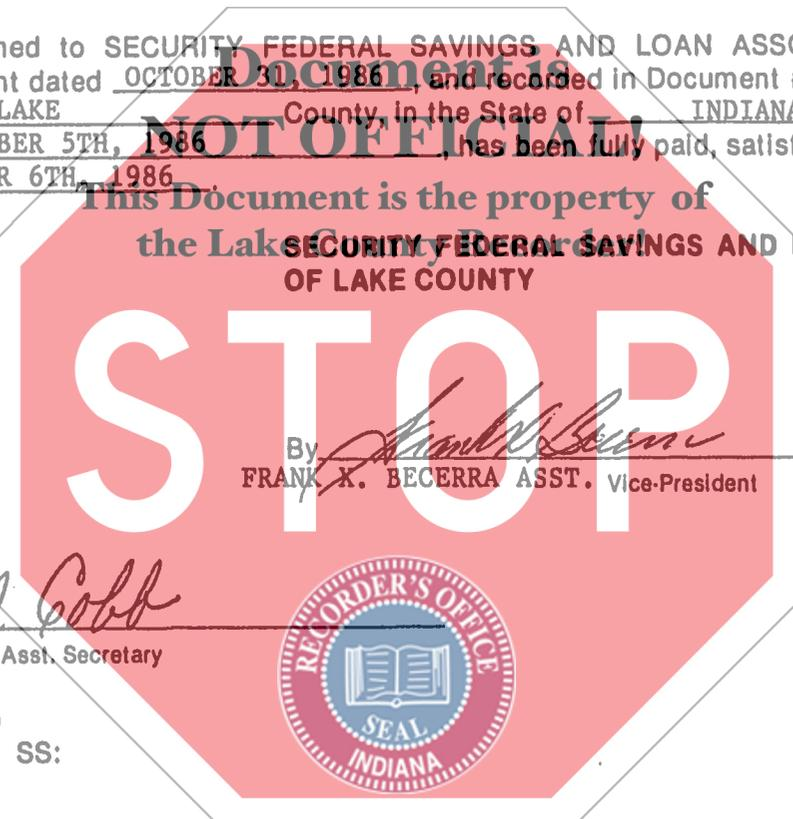 ned to SECURITY FEDERAL SAVINGS AND LOAN ASSO
nt dated OCTOBER 31, 1986, and recorded in Document
LAKE County, in the State of INDIANA
BER 5TH, 1986, has been fully paid, satisf
R 6TH, 1986.
Document is
NOT OFFICIAL!
This Document is the property of
the Lake County Recorder!
SECURITY FEDERAL SAVINGS AND
OF LAKE COUNTY
STOP
By Frank X. Becerra
FRANK X. BECERRA ASST. Vice-President
Cobb
Asst. Secretary
RECORDER'S OFFICE
SEAL
INDIANA
SS: